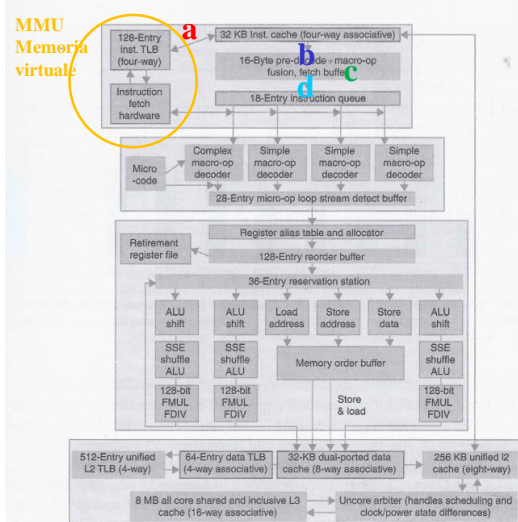 MMU
Memoria
virtuale
a
128-Entry
inst. TLB
(four-way)
32 KB Inst. cache (four-way associative)
b
16-Byte pre-decode+macro-op
fusion, fetch buffer
c
d
Instruction
fetch
hardware
18-Entry instruction queue
Micro
-code
Complex
macro-op
decoder
Simple
macro-op
decoder
Simple
macro-op
decoder
Simple
macro-op
decoder
28-Entry micro-op loop stream detect buffer
Register alias table and allocator
Retirement
register file
128-Entry reorder buffer
36-Entry reservation station
ALU
shift
ALU
shift
Load
address
Store
address
Store
data
ALU
shift
SSE
shuffle
ALU
SSE
shuffle
ALU
Memory order buffer
SSE
shuffle
ALU
128-bit
FMUL
FDIV
128-bit
FMUL
FDIV
Store
& load
128-bit
FMUL
FDIV
512-Entry unified
L2 TLB (4-way)
64-Entry data TLB
(4-way associative)
32-KB dual-ported data
cache (8-way associative)
256 KB unified l2
cache (eight-way)
8 MB all core shared and inclusive L3
cache (16-way associative)
Uncore arbiter (handles scheduling and
clock/power state differences)